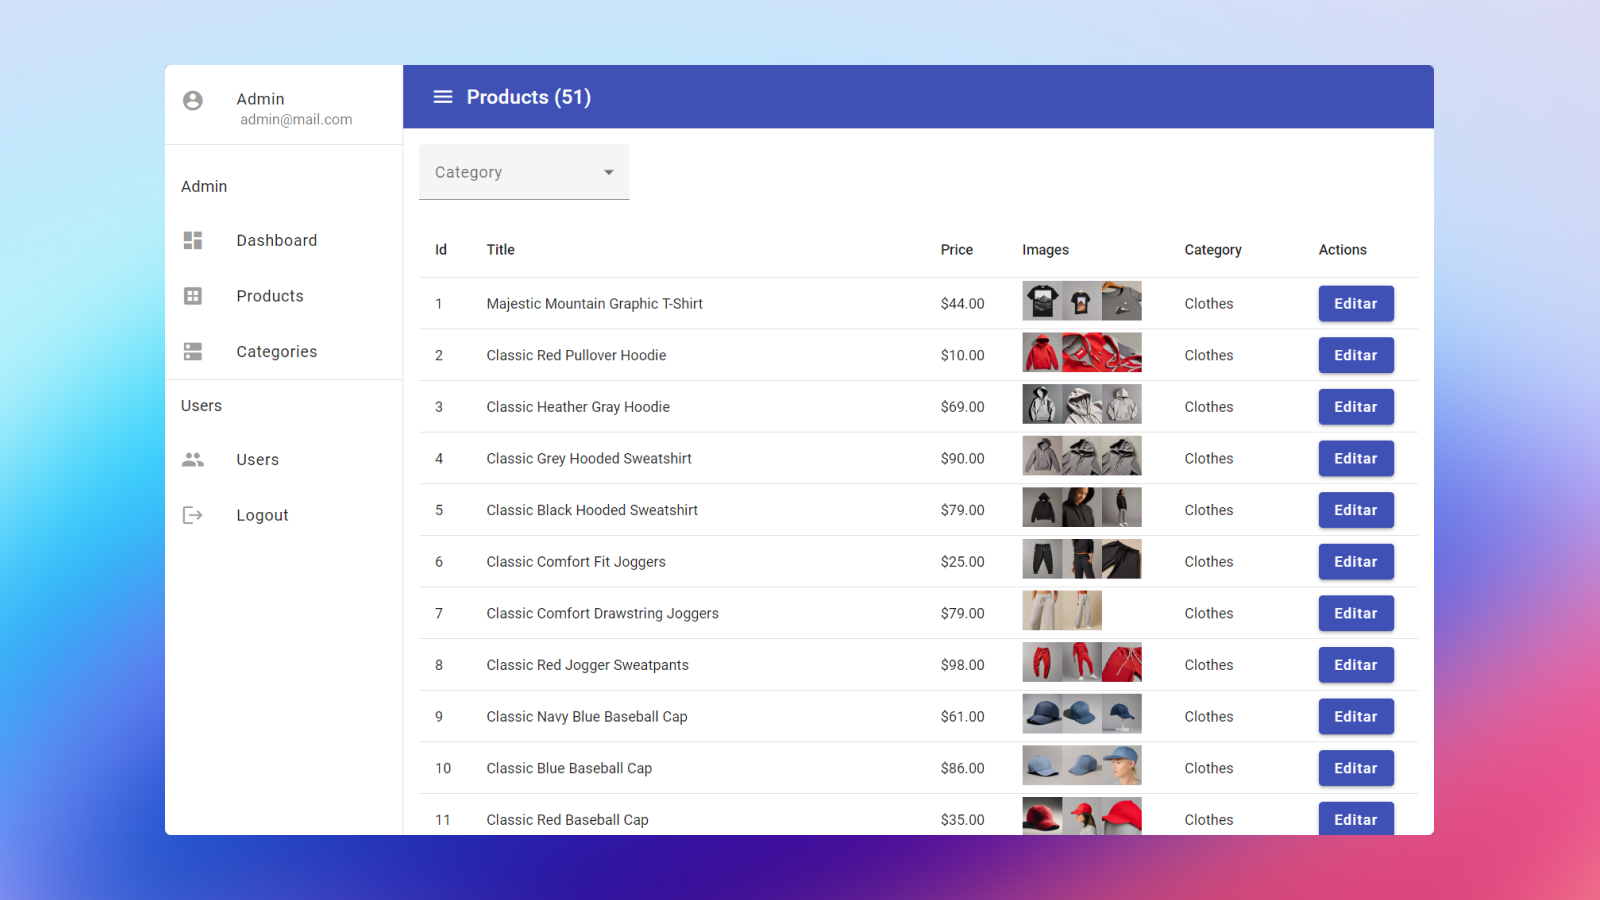 Admin
admin@mail.com
Admin
Dashboard
Products
Categories
Users
Users
Logout
Products (51)
Category
Id Title Price Images Category Actions
1 Majestic Mountain Graphic T-Shirt $44.00 Clothes Editar
2 Classic Red Pullover Hoodie $10.00 Clothes Editar
3 Classic Heather Gray Hoodie $69.00 Clothes Editar
4 Classic Grey Hooded Sweatshirt $90.00 Clothes Editar
5 Classic Black Hooded Sweatshirt $79.00 Clothes Editar
6 Classic Comfort Fit Joggers $25.00 Clothes Editar
7 Classic Comfort Drawstring Joggers $79.00 Clothes Editar
8 Classic Red Jogger Sweatpants $98.00 Clothes Editar
9 Classic Navy Blue Baseball Cap $61.00 Clothes Editar
10 Classic Blue Baseball Cap $86.00 Clothes Editar
11 Classic Red Baseball Cap $35.00 Clothes Editar